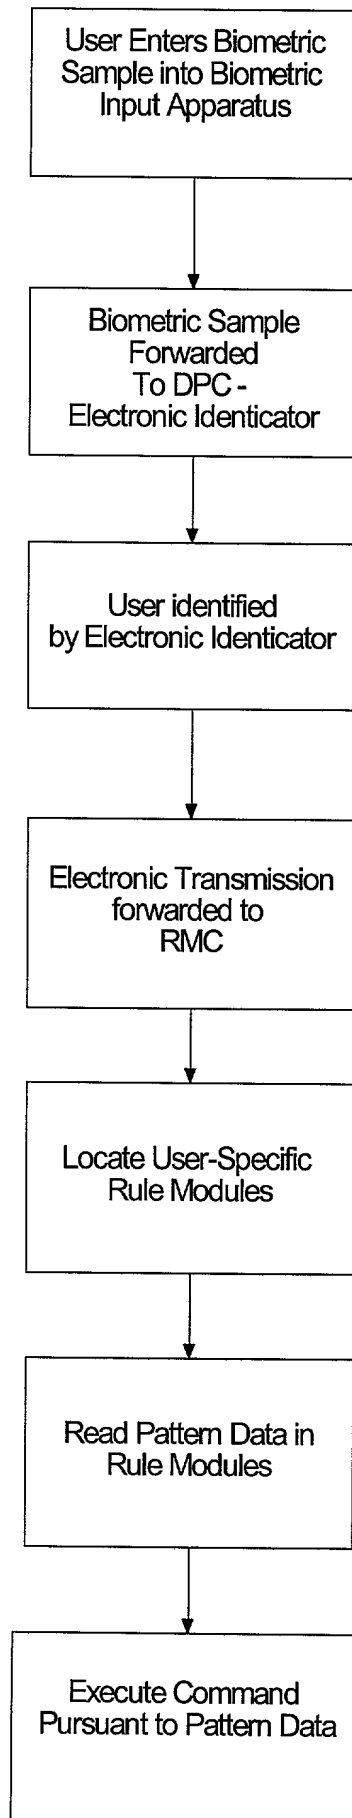 User Enters Biometric
Sample into Biometric
Input Apparatus
Biometric Sample
Forwarded
To DPC -
Electronic Identicator
User identified
by Electronic Identicator
Electronic Transmission
forwarded to
RMC
Locate User-Specific
Rule Modules
Read Pattern Data in
Rule Modules
Execute Command
Pursuant to Pattern Data